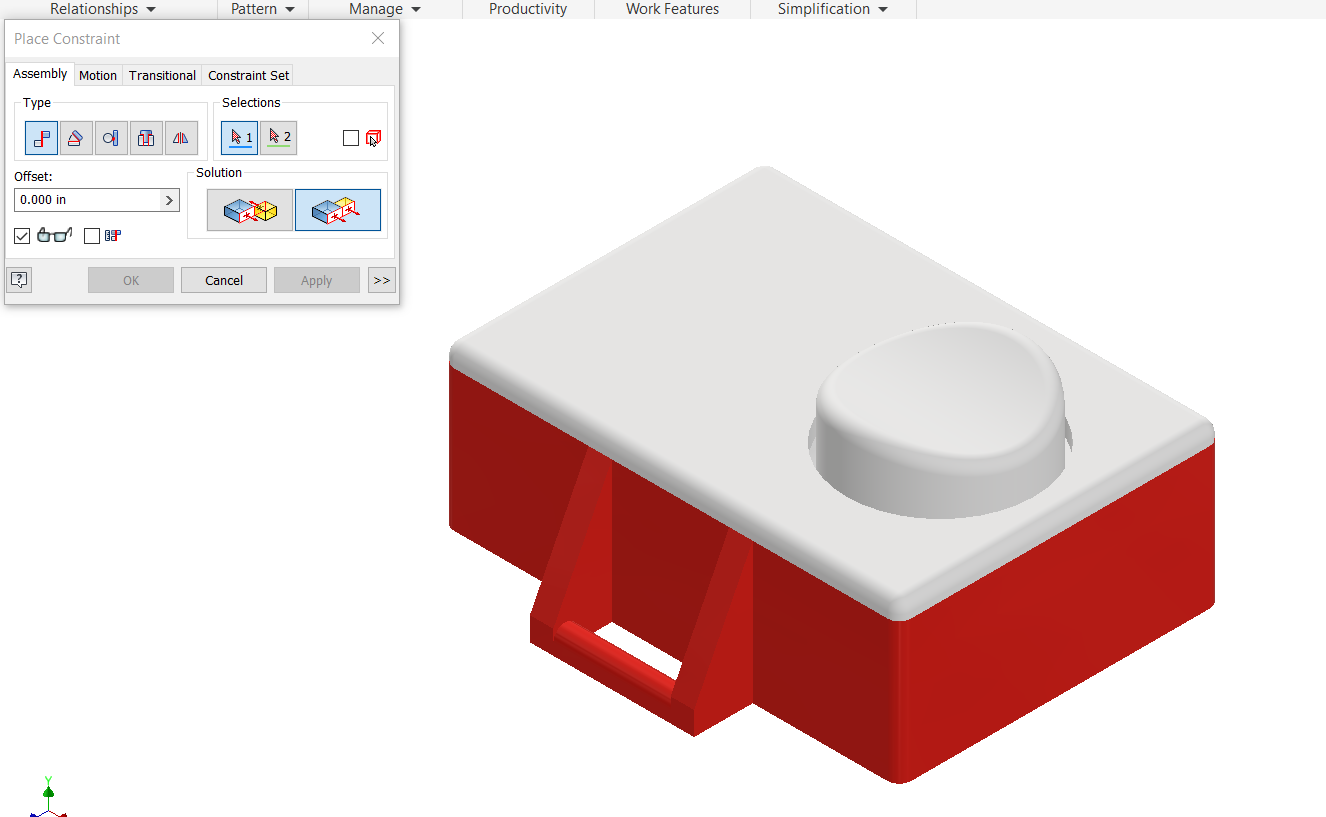 Relationships Pattern Manage Productivity Work Features Simplification
Place Constraint
Assembly Motion Transitional Constraint Set
Type Selections
1 2
Offset: Solution
0.000 in >
?
OK Cancel Apply >>
Y